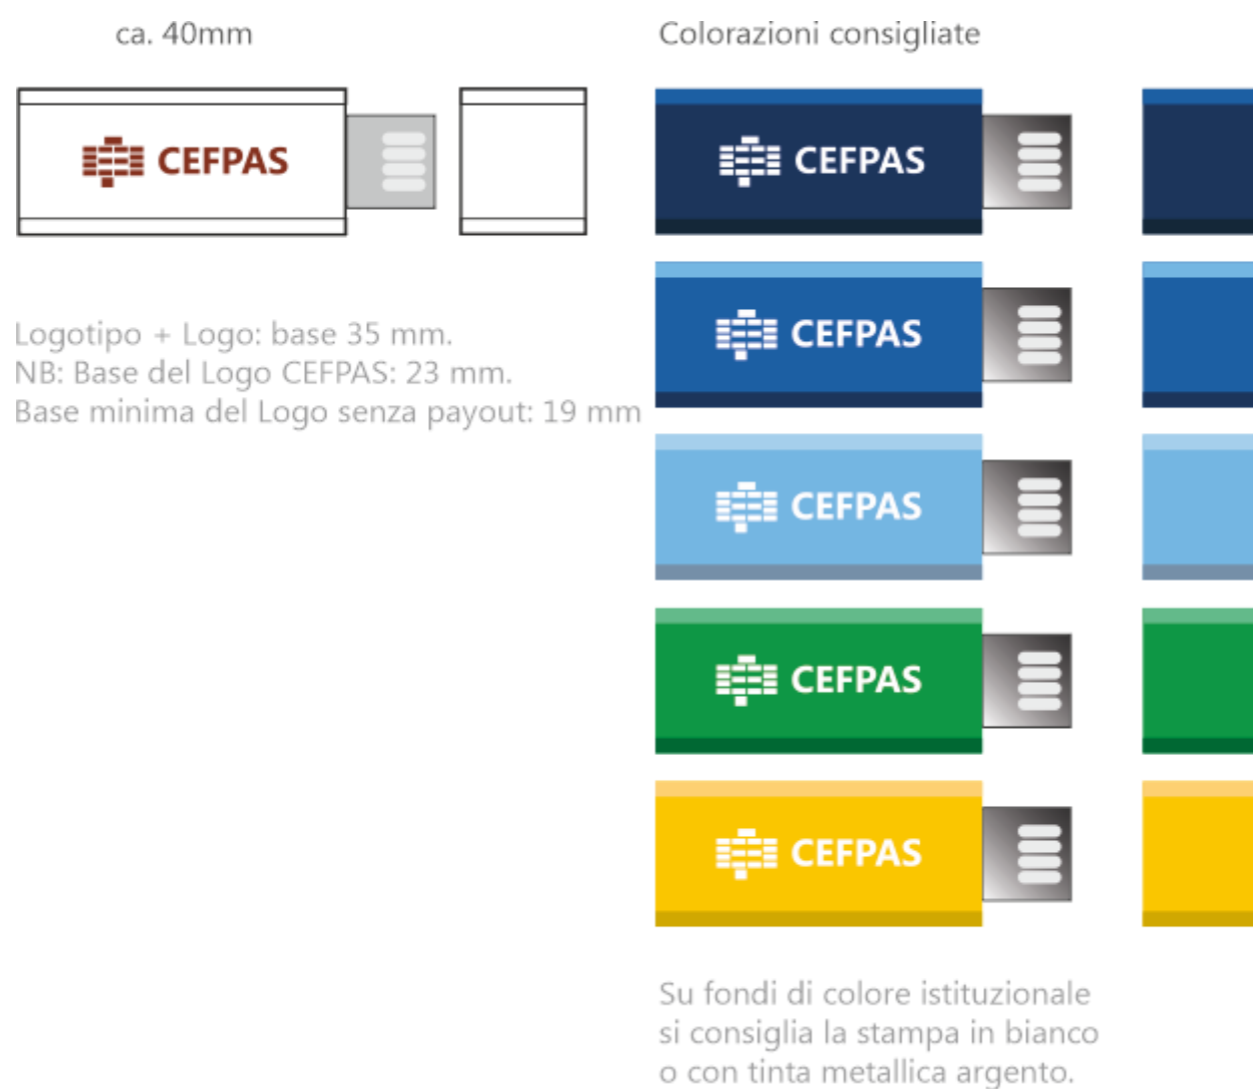 ca. 40mm
CEFPAS
Logotipo + Logo: base 35 mm.
NB: Base del Logo CEFPAS: 23 mm.
Base minima del Logo senza payout: 19 mm
Colorazioni consigliate
CEFPAS
CEFPAS
CEFPAS
CEFPAS
CEFPAS
Su fondi di colore istituzionale
si consiglia la stampa in bianco
o con tinta metallica argento.